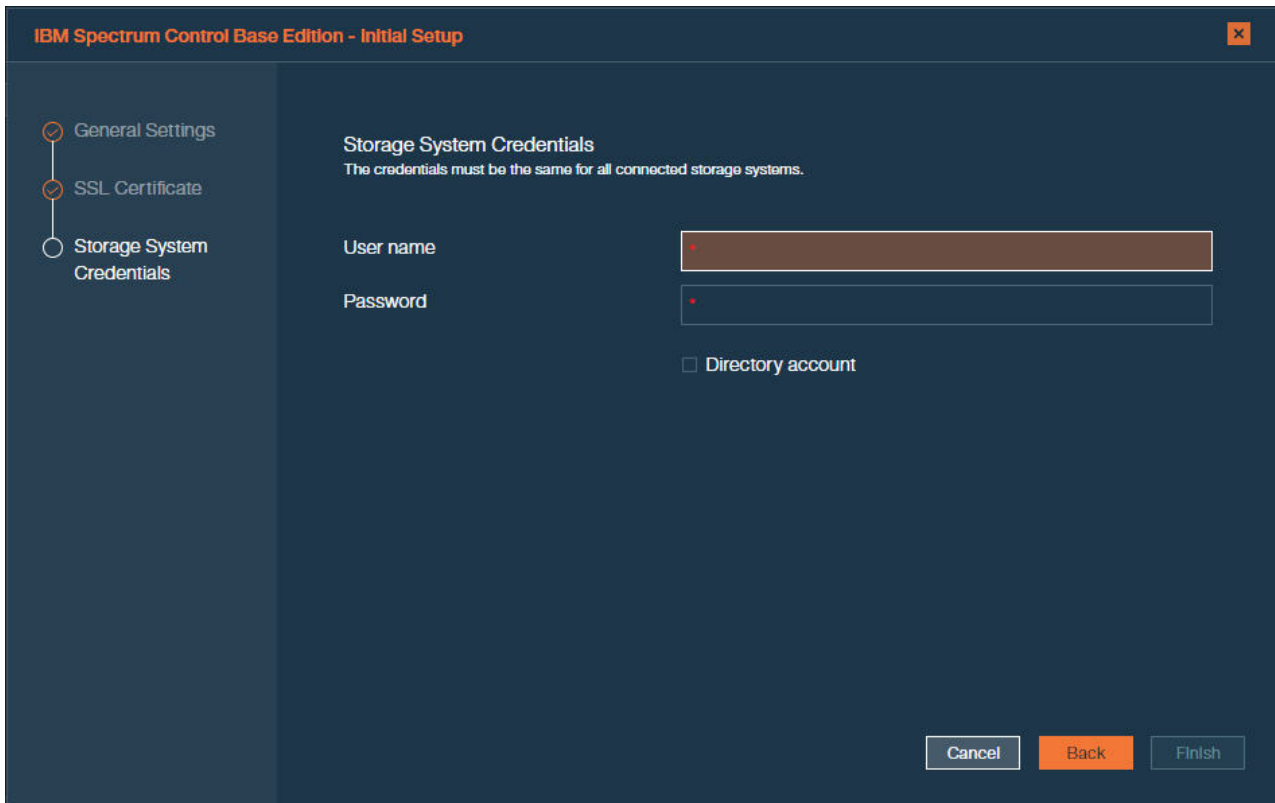 IBM Spectrum Control Base Edition - Initial Setup
General Settings
SSL Certificate
Storage System
Credentials
Storage System Credentials
The credentials must be the same for all connected storage systems.
User name
*
Password
*
Directory account
Cancel
Back
Finish